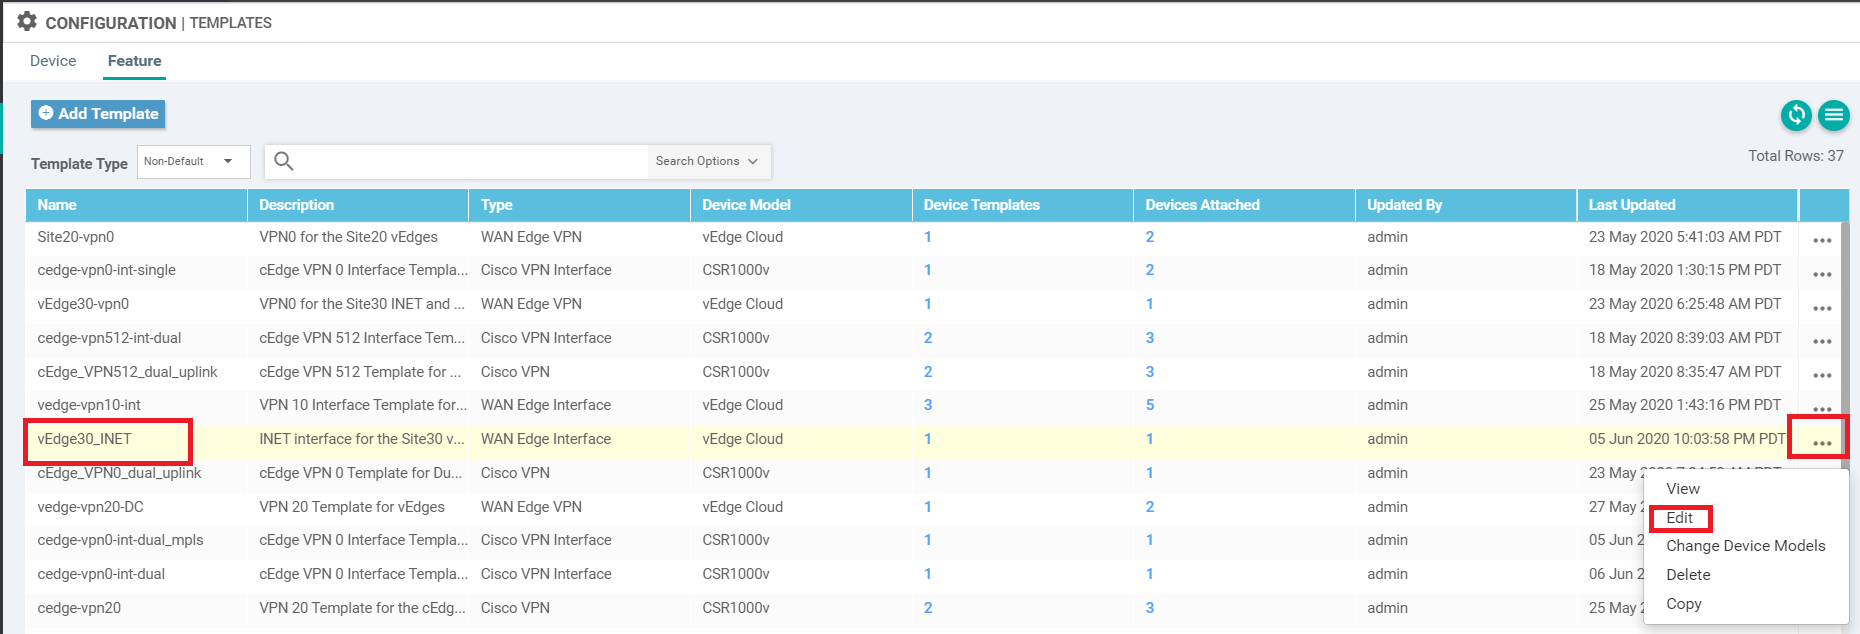 CONFIGURATION | TEMPLATES
Device Feature
Add Template
Template Type Non-Default Search Options Total Rows: 37
Name Description Type Device Model Device Templates Devices Attached Updated By Last Updated
Site20-vpn0 VPN0 for the Site20 vEdges WAN Edge VPN vEdge Cloud 1 2 admin 23 May 2020 5:41:03 AM PDT
cedge-vpn0-int-single cEdge VPN 0 Interface Templa... Cisco VPN Interface CSR1000v 1 2 admin 18 May 2020 1:30:15 PM PDT
vEdge30-vpn0 VPN0 for the Site30 INET and ... WAN Edge VPN vEdge Cloud 1 1 admin 23 May 2020 6:25:48 AM PDT
cedge-vpn512-int-dual cEdge VPN 512 Interface Tem... Cisco VPN Interface CSR1000v 2 3 admin 18 May 2020 8:39:03 AM PDT
cEdge_VPN512_dual_uplink cEdge VPN 512 Template for ... Cisco VPN CSR1000v 2 3 admin 18 May 2020 8:35:47 AM PDT
vedge-vpn10-int VPN 10 Interface Template for... WAN Edge Interface vEdge Cloud 3 5 admin 25 May 2020 1:43:16 PM PDT
vEdge30_INET INET interface for the Site30 v... WAN Edge Interface vEdge Cloud 1 1 admin 05 Jun 2020 10:03:58 PM PDT
cEdge_VPN0_dual_uplink cEdge VPN 0 Template for Du... Cisco VPN CSR1000v 1 1 admin 23 May
View
vedge-vpn20-DC VPN 20 Template for vEdges WAN Edge VPN vEdge Cloud 1 2 admin 27 May 2
Edit
cedge-vpn0-int-dual_mpls cEdge VPN 0 Interface Templa... Cisco VPN Interface CSR1000v 1 1 admin 05 Jun 2
Change Device Models
cedge-vpn0-int-dual cEdge VPN 0 Interface Templa... Cisco VPN Interface CSR1000v 1 1 admin 06 Jun 2
Delete
cedge-vpn20 VPN 20 Template for the cEdg... Cisco VPN CSR1000v 2 3 admin 25 May 2
Copy